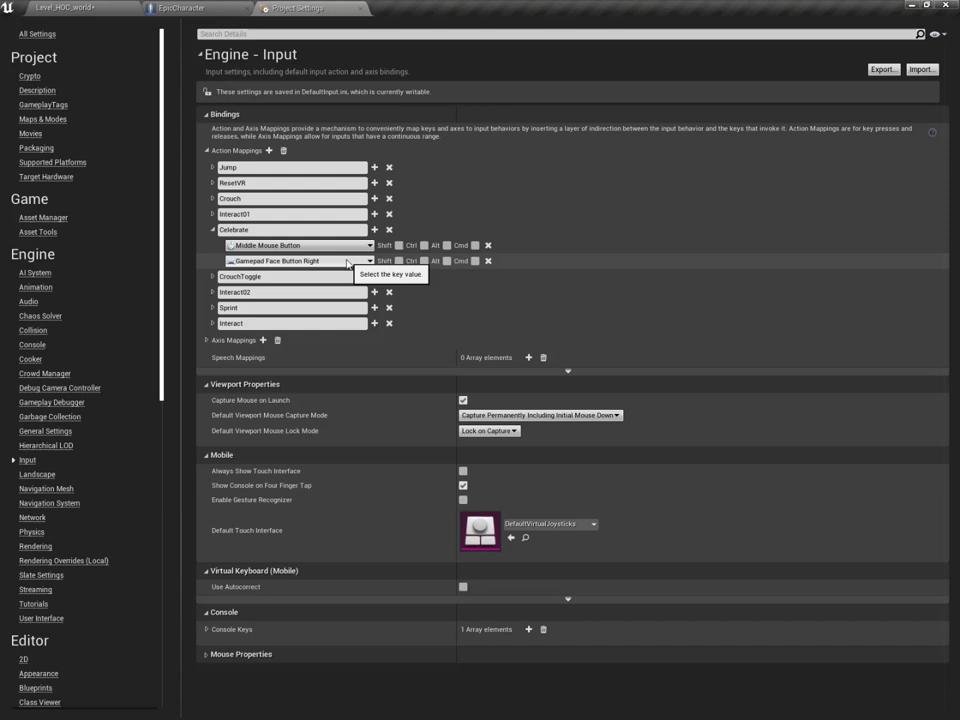 Level_HOC_world*
EpicCharacter
Project Settings
All Settings
Project
Crypto
Description
GameplayTags
Maps & Modes
Movies
Packaging
Supported Platforms
Target Hardware
Game
Asset Manager
Asset Tools
Engine
AI System
Animation
Audio
Chaos Solver
Collision
Console
Cooker
Crowd Manager
Debug Camera Controller
Gameplay Debugger
Garbage Collection
General Settings
Hierarchical LOD
Input
Landscape
Navigation Mesh
Navigation System
Network
Physics
Rendering
Rendering Overrides (Local)
Slate Settings
Streaming
Tutorials
User Interface
Editor
2D
Appearance
Blueprints
Class Viewer
Search Details
Engine - Input
Input settings, including default input action and axis bindings.
Export...
Import...
These settings are saved in DefaultInput.ini, which is currently writable.
Bindings
Action and Axis Mappings provide a mechanism to conveniently map keys and axes to input behaviors by inserting a layer of indirection between the input behavior and the keys that invoke it. Action Mappings are for key presses and
releases, while Axis Mappings allow for inputs that have a continuous range.
Action Mappings
Jump
ResetVR
Crouch
Interact01
Celebrate
Middle Mouse Button Shift Ctrl Alt Cmd
Gamepad Face Button Right Shift Ctrl Alt Cmd
Select the key value.
CrouchToggle
Interact02
Sprint
Interact
Axis Mappings
Speech Mappings 0 Array elements
Viewport Properties
Capture Mouse on Launch
Default Viewport Mouse Capture Mode Capture Permanently Including Initial Mouse Down
Default Viewport Mouse Lock Mode Lock on Capture
Mobile
Always Show Touch Interface
Show Console on Four Finger Tap
Enable Gesture Recognizer
Default Touch Interface DefaultVirtualJoysticks
Virtual Keyboard (Mobile)
Use Autocorrect
Console
Console Keys 1 Array elements
Mouse Properties